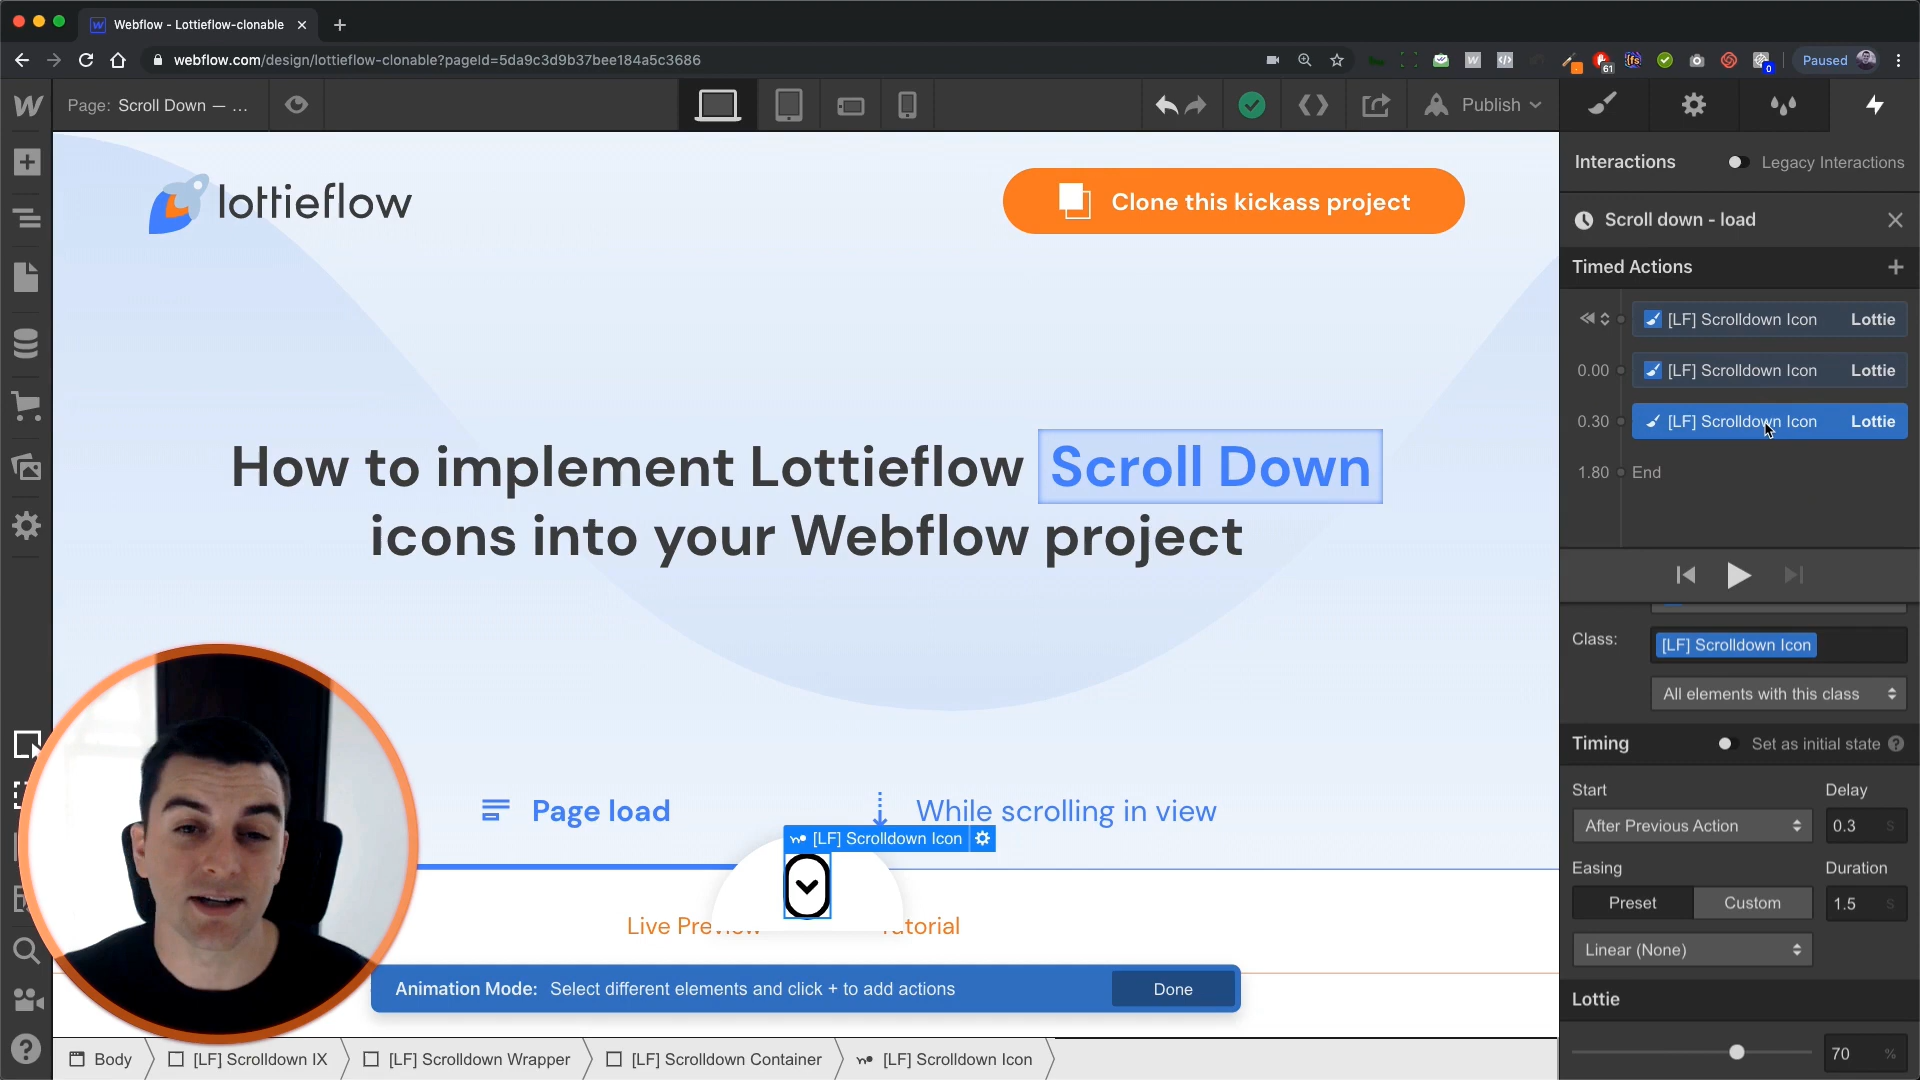 Webflow - Lottieflow-clonable
webflow.com/design/lottieflow-clonable?pageId=5da9c3d9b37bee184a5c3686
61
{fs
0
Paused
Page: Scroll Down — ...
Publish
lottieflow
Clone this kickass project
How to implement Lottieflow Scroll Down
icons into your Webflow project
Page load
While scrolling in view
[LF] Scrolldown Icon
Live Preview
Tutorial
Animation Mode: Select different elements and click + to add actions
Done
Body
[LF] Scrolldown IX
[LF] Scrolldown Wrapper
[LF] Scrolldown Container
[LF] Scrolldown Icon
Interactions
Legacy Interactions
Scroll down - load
Timed Actions
[LF] Scrolldown Icon Lottie
0.00 [LF] Scrolldown Icon Lottie
0.30 [LF] Scrolldown Icon Lottie
1.80 End
Class: [LF] Scrolldown Icon
All elements with this class
Timing Set as initial state
Start Delay
After Previous Action 0.3 S
Easing Duration
Preset Custom 1.5 S
Linear (None)
Lottie
70 %